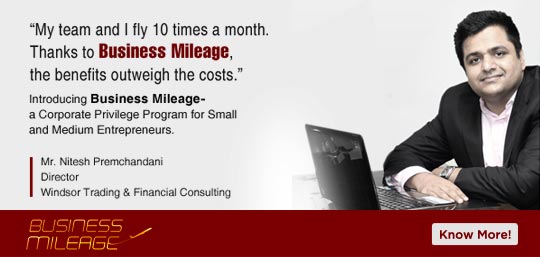 “My team and I fly 10 times a month.
Thanks to Business Mileage,
the benefits outweigh the costs.”
Introducing Business Mileage-
a Corporate Privilege Program for Small
and Medium Entrepreneurs.
Mr. Nitesh Premchandani
Director
Windsor Trading & Financial Consulting
BUSINESS
MILEAGE
Know More!